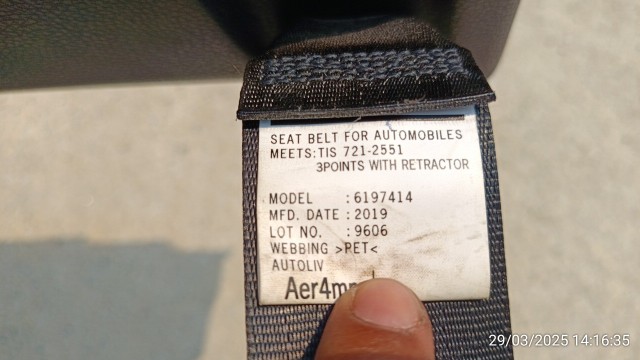 SEAT BELT FOR AUTOMOBILES
MEETS:TIS 721-2551
3POINTS WITH RETRACTOR
MODEL :6197414
MFD. DATE :2019
LOT NO. :9606
WEBBING >PET<
AUTOLIV
29/03/2025 14:16:35